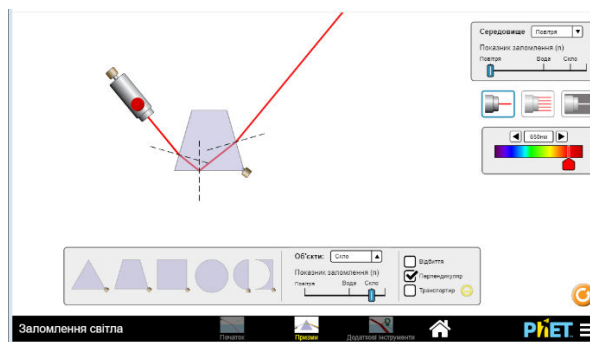 Середовище Повітря
Показник заломлення (n)
Повітря Вода Скло
650нм
Об'єкти: Скло
Показник заломлення (n)
Повітря Вода Скло
Відбиття
Перпендикуляр
Транспортир
Заломлення світла
Початок
Призми
Додаткові інструменти
PhET